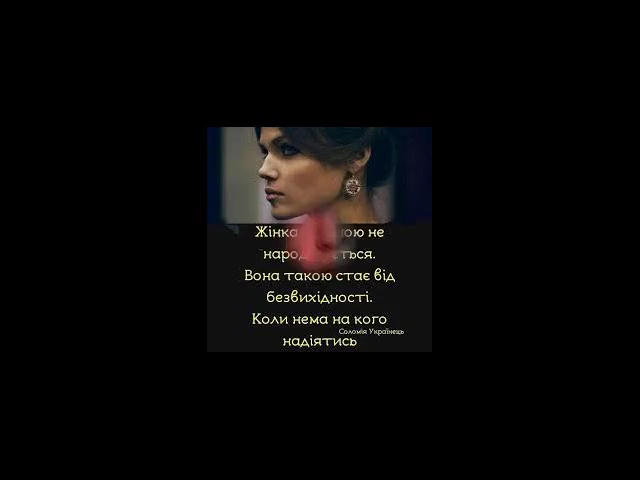 Жінка не
Вона такою стає від
безвихідності.
Коли нема на кого
надіятись
Соломія Українець